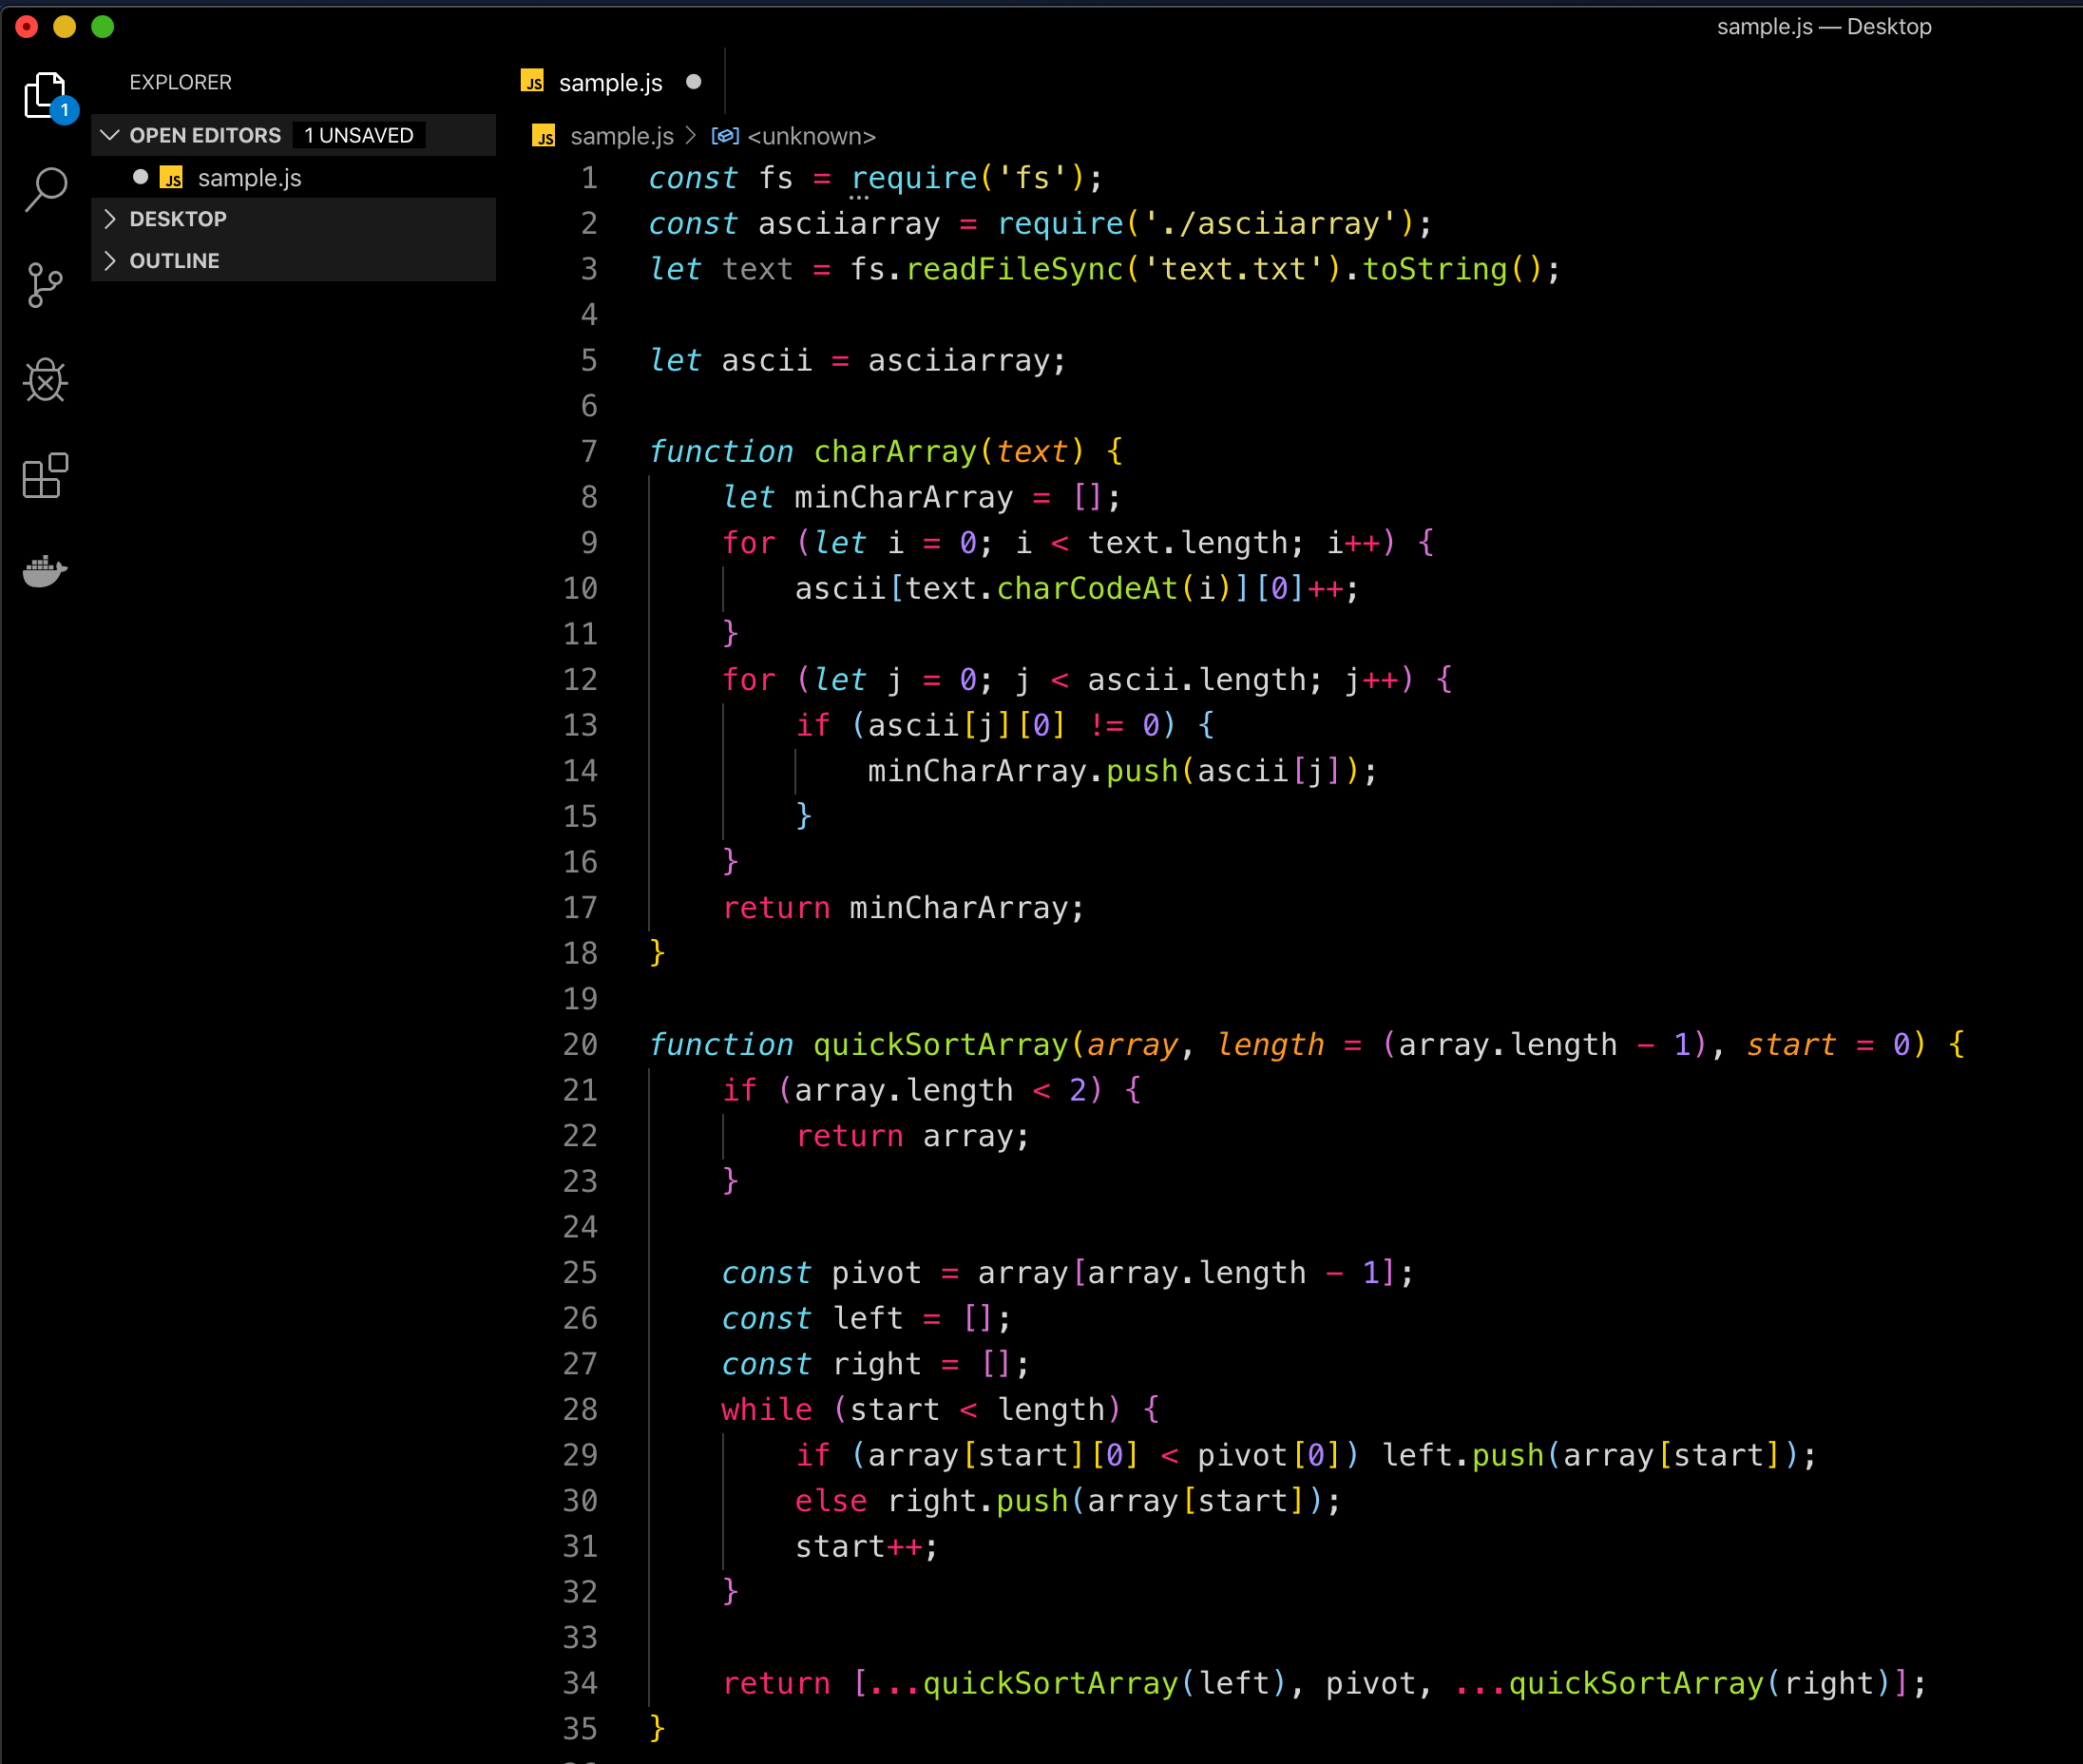 sample.js — Desktop
EXPLORER
1
OPEN EDITORS 1 UNSAVED
JS sample.js
DESKTOP
OUTLINE
JS sample.js
JS sample.js > <unknown>
1 const fs = require('fs');
2 const asciiarray = require('./asciiarray');
3 let text = fs.readFileSync('text.txt').toString();
4
5 let ascii = asciiarray;
6
7 function charArray(text) {
8     let minCharArray = [];
9     for (let i = 0; i < text.length; i++) {
10         ascii[text.charCodeAt(i)][0]++;
11     }
12     for (let j = 0; j < ascii.length; j++) {
13         if (ascii[j][0] != 0) {
14             minCharArray.push(ascii[j]);
15         }
16     }
17     return minCharArray;
18 }
19
20 function quickSortArray(array, length = (array.length - 1), start = 0) {
21     if (array.length < 2) {
22         return array;
23     }
24
25     const pivot = array[array.length - 1];
26     const left = [];
27     const right = [];
28     while (start < length) {
29         if (array[start][0] < pivot[0]) left.push(array[start]);
30         else right.push(array[start]);
31         start++;
32     }
33
34     return [...quickSortArray(left), pivot, ...quickSortArray(right)];
35 }